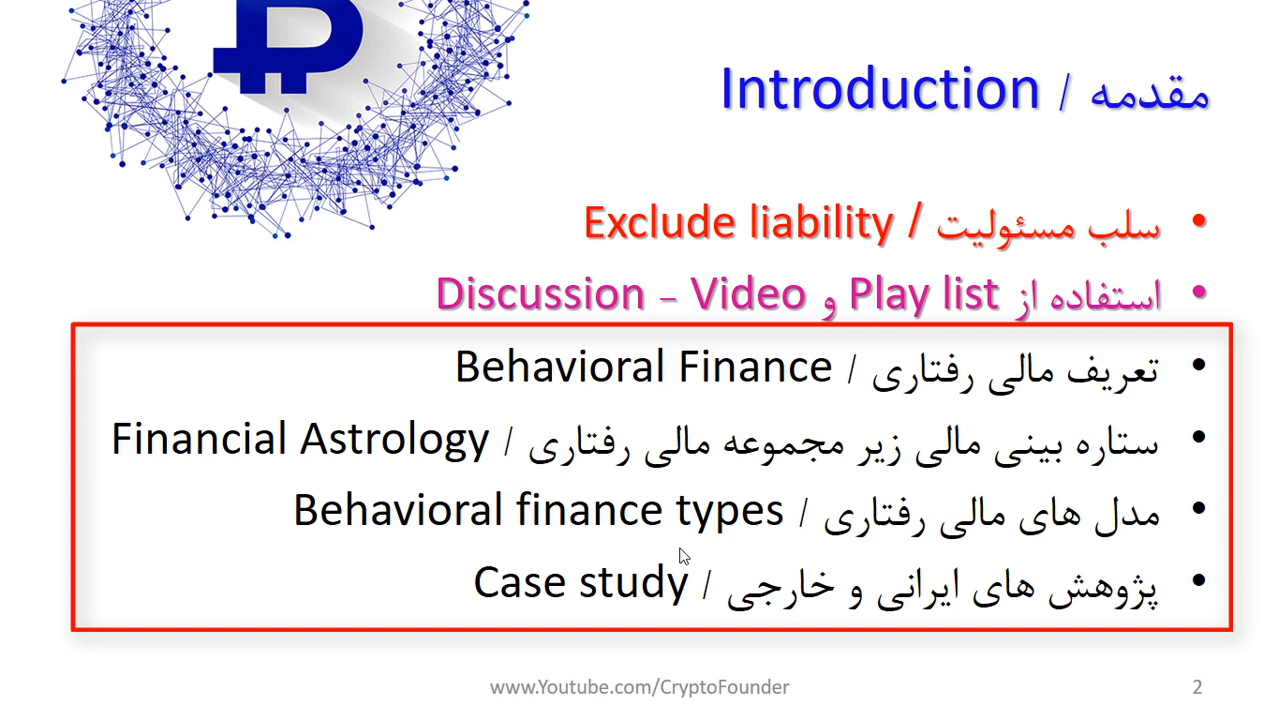 مقدمه / Introduction
سلب مسئولیت / Exclude liability
استفاده از Play list و Discussion – Video
تعریف مالی رفتاری / Behavioral Finance
ستاره بینی مالی زیر مجموعه مالی رفتاری / Financial Astrology
مدل های مالی رفتاری / Behavioral finance types
پژوهش های ایرانی و خارجی / Case study
www.Youtube.com/CryptoFounder
2